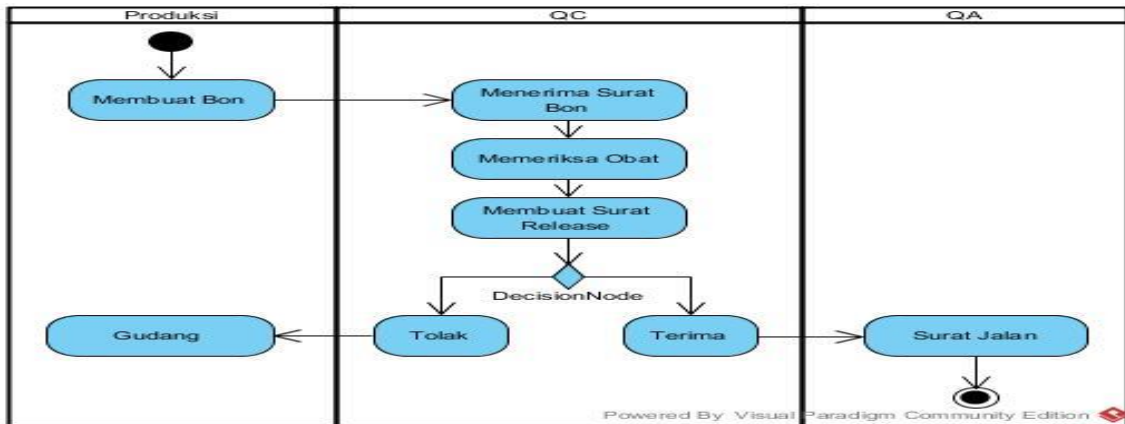 Produksi
QC
QA
Membuat Bon
Menerima Surat
Bon
Memeriksa Obat
Membuat Surat
Release
DecisionNode
Gudang
Tolak
Terima
Surat Jalan
Powered By Visual Paradigm Community Edition